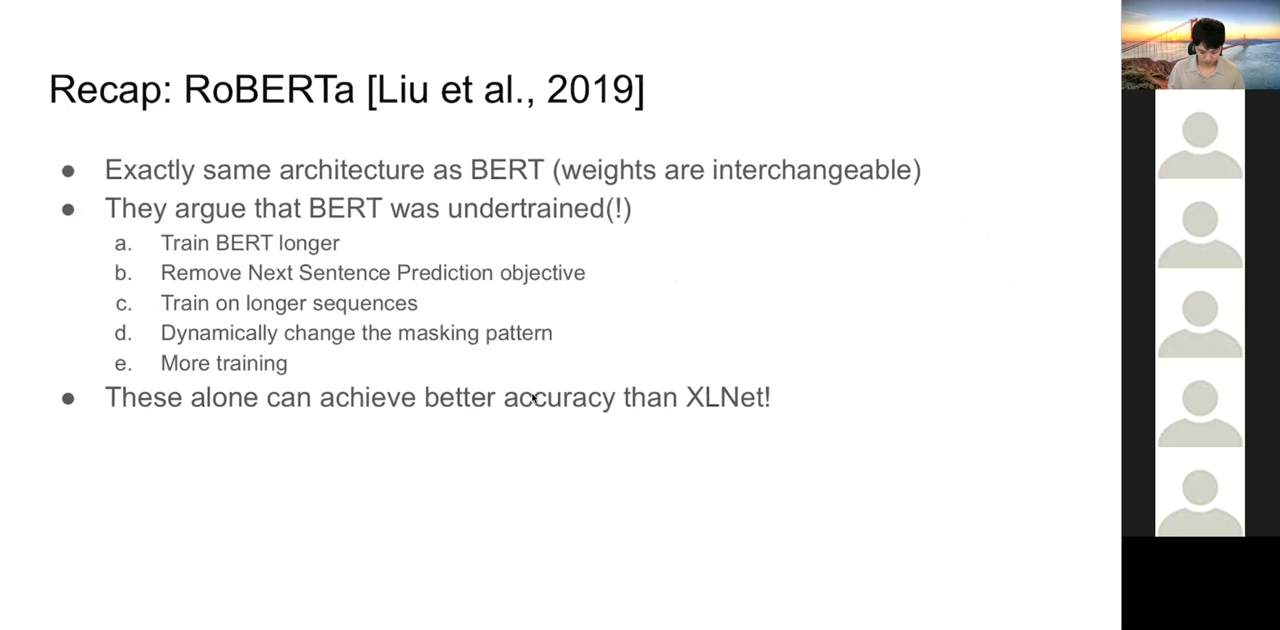 Recap: RoBERTa [Liu et al., 2019]
● Exactly same architecture as BERT (weights are interchangeable)
● They argue that BERT was undertrained(!)
a. Train BERT longer
b. Remove Next Sentence Prediction objective
c. Train on longer sequences
d. Dynamically change the masking pattern
e. More training
● These alone can achieve better accuracy than XLNet!